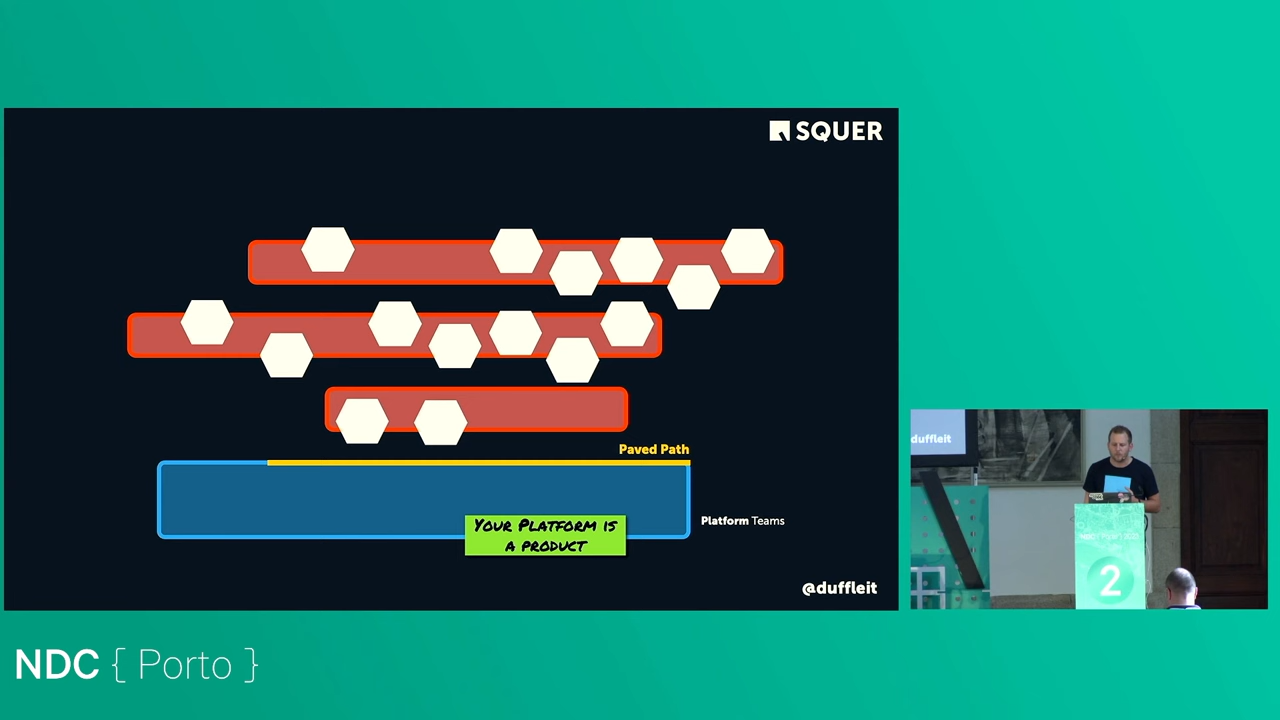 SQUER
Paved Path
Platform Teams
YOUR PLATFORM IS
A PRODUCT
@duffleit
duffleit
2
NDC { Porto }